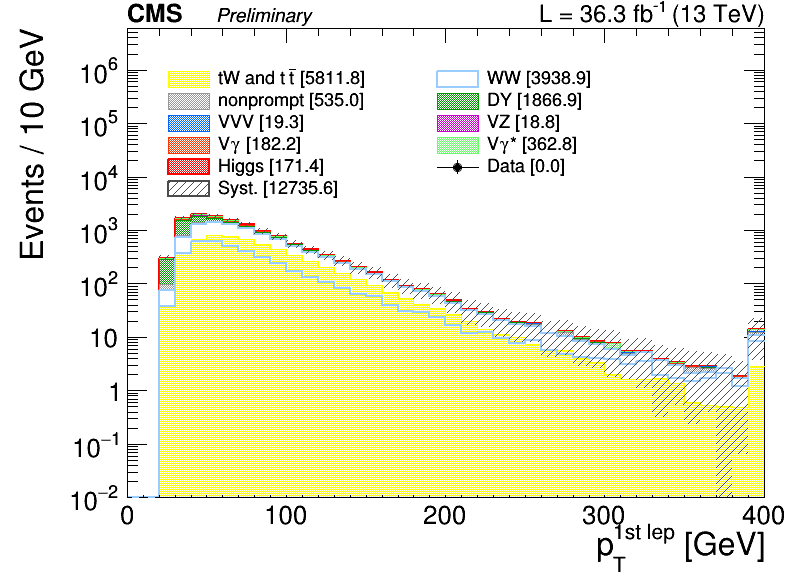 CMS Preliminary L = 36.3 fb⁻¹ (13 TeV)
Events / 10 GeV
tW and tt̄ [5811.8]
nonprompt [535.0]
VVV [19.3]
Vγ [182.2]
Higgs [171.4]
Syst. [12735.6]
WW [3938.9]
DY [1866.9]
VZ [18.8]
Vγ* [362.8]
Data [0.0]
10⁶
10⁵
10⁴
10³
10²
10
1
10⁻¹
10⁻²
0 100 200 300 400
p_T^1st lep [GeV]